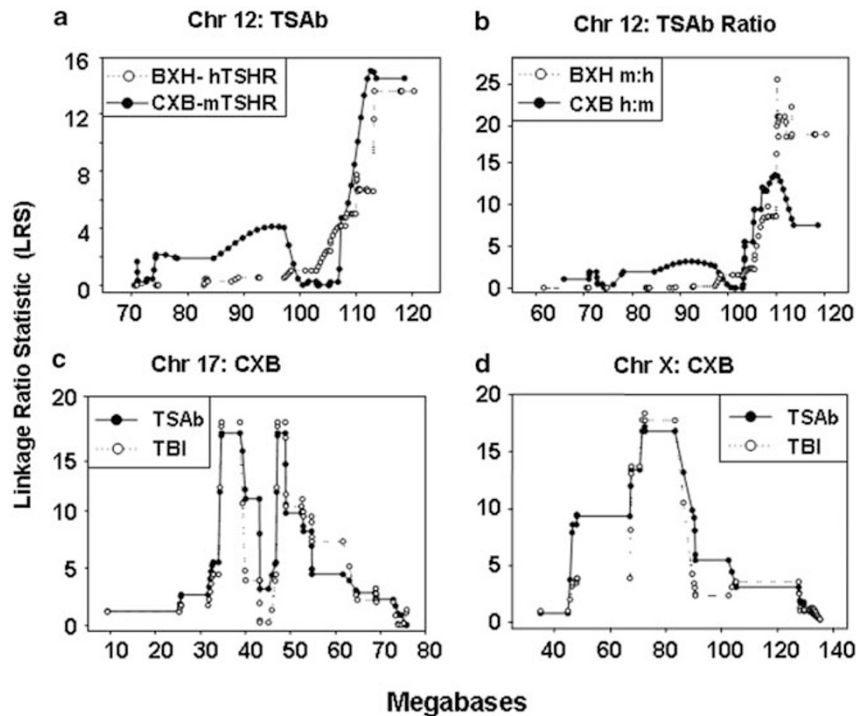 a Chr 12: TSAb
16
12
8
4
0
BXH- hTSHR
CXB-mTSHR
70 80 90 100 110 120
b Chr 12: TSAb Ratio
25
20
15
10
5
0
BXH m:h
CXB h:m
60 70 80 90 100 110 120
Linkage Ratio Statistic (LRS)
c Chr 17: CXB
20
15
10
5
0
TSAb
TBI
10 20 30 40 50 60 70 80
d Chr X: CXB
20
15
10
5
0
TSAb
TBI
40 60 80 100 120 140
Megabases